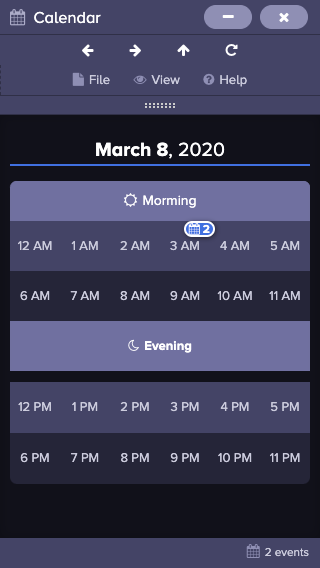 Calendar
File View Help
March 8, 2020
Morming
2
12 AM 1 AM 2 AM 3 AM 4 AM 5 AM
6 AM 7 AM 8 AM 9 AM 10 AM 11 AM
Evening
12 PM 1 PM 2 PM 3 PM 4 PM 5 PM
6 PM 7 PM 8 PM 9 PM 10 PM 11 PM
2 events